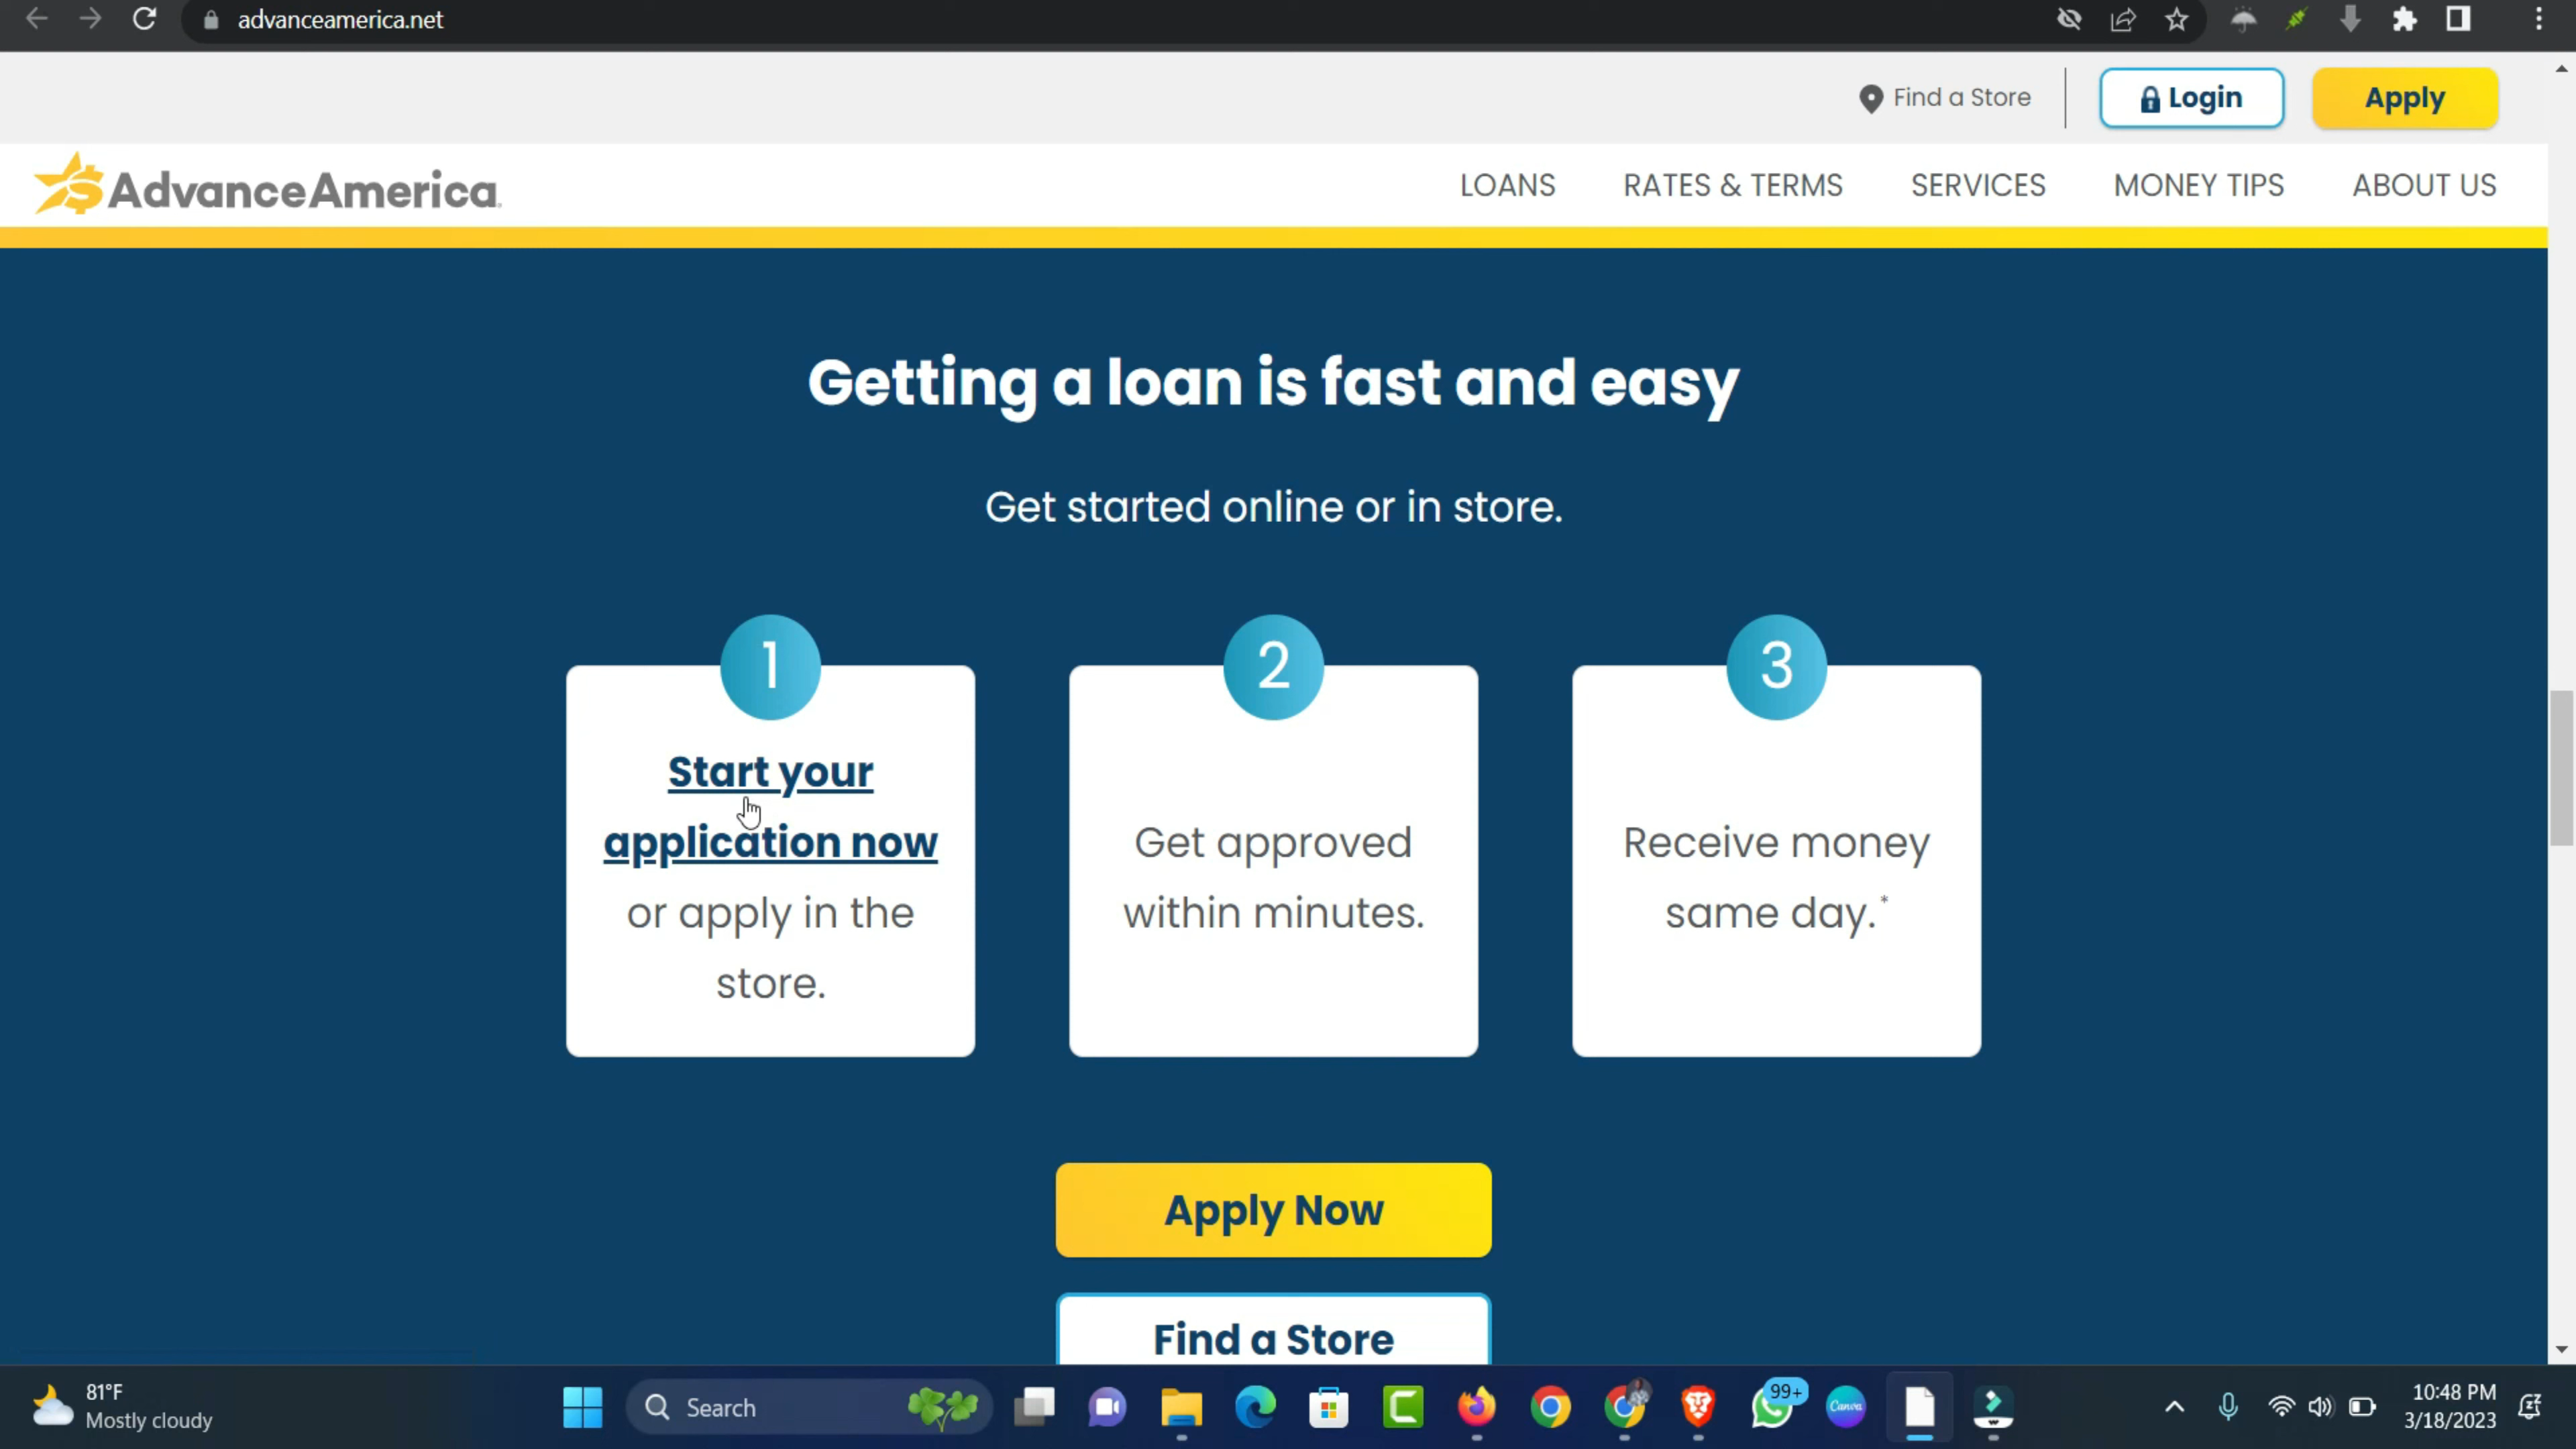 advanceamerica.net
Find a Store
Login
Apply
AdvanceAmerica.
LOANS
RATES & TERMS
SERVICES
MONEY TIPS
ABOUT US
Getting a loan is fast and easy
Get started online or in store.
1
Start your
application now
or apply in the
store.
2
Get approved
within minutes.
3
Receive money
same day.*
Apply Now
Find a Store
81°F
Mostly cloudy
Search
99+
Canva
10:48 PM
3/18/2023